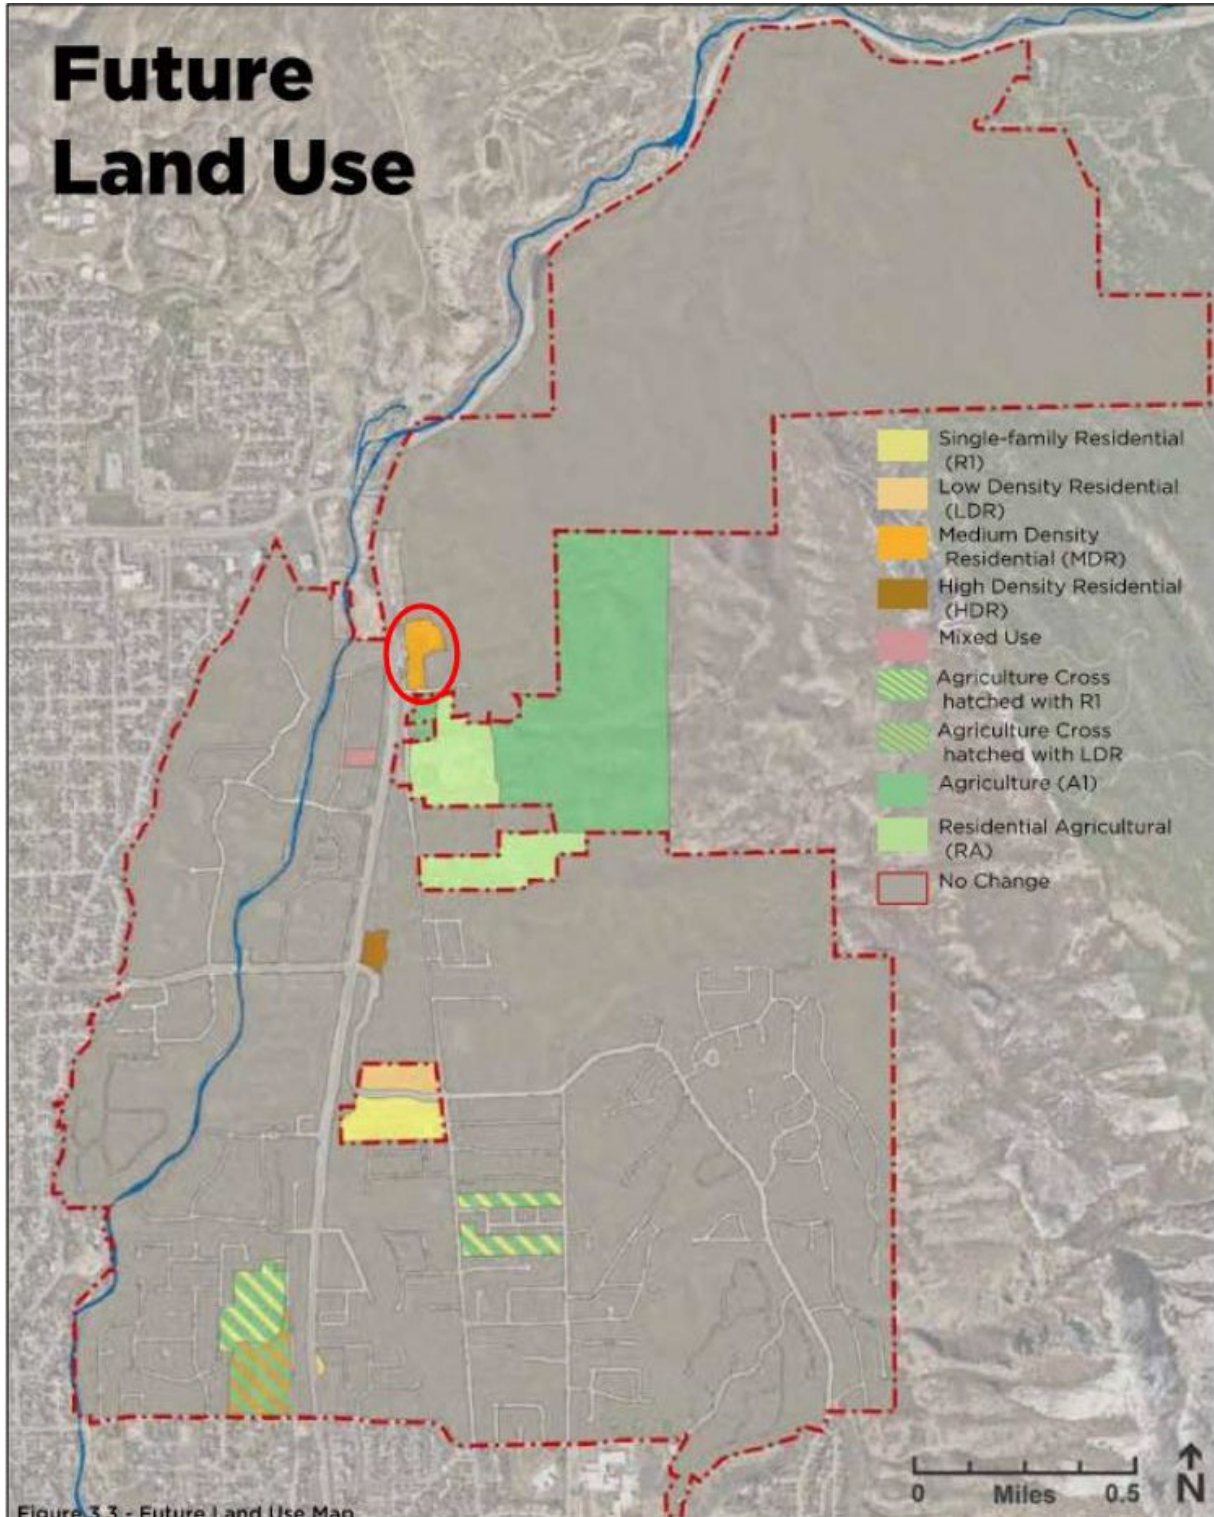 Future
Land Use
Single-family Residential
(R1)
Low Density Residential
(LDR)
Medium Density
Residential (MDR)
High Density Residential
(HDR)
Mixed Use
Agriculture Cross
hatched with R1
Agriculture Cross
hatched with LDR
Agriculture (A1)
Residential Agricultural
(RA)
No Change
0 Miles 0.5 N
Figure 3.3 - Future Land Use Map